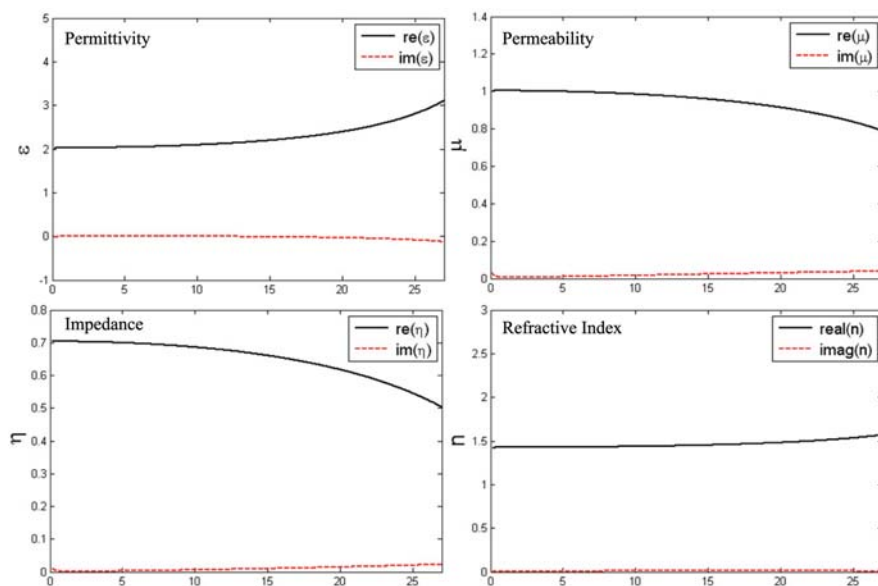 Permittivity
re(ε)
im(ε)
5
4
3
2
1
0
-1
ε
0 5 10 15 20 25
Permeability
re(μ)
im(μ)
1.4
1.2
1
0.8
0.6
0.4
0.2
0
μ
0 5 10 15 20 25
Impedance
re(η)
im(η)
0.8
0.7
0.6
0.5
0.4
0.3
0.2
0.1
0
η
0 5 10 15 20 25
Refractive Index
real(n)
imag(n)
3
2.5
2
1.5
1
0.5
0
n
0 5 10 15 20 25